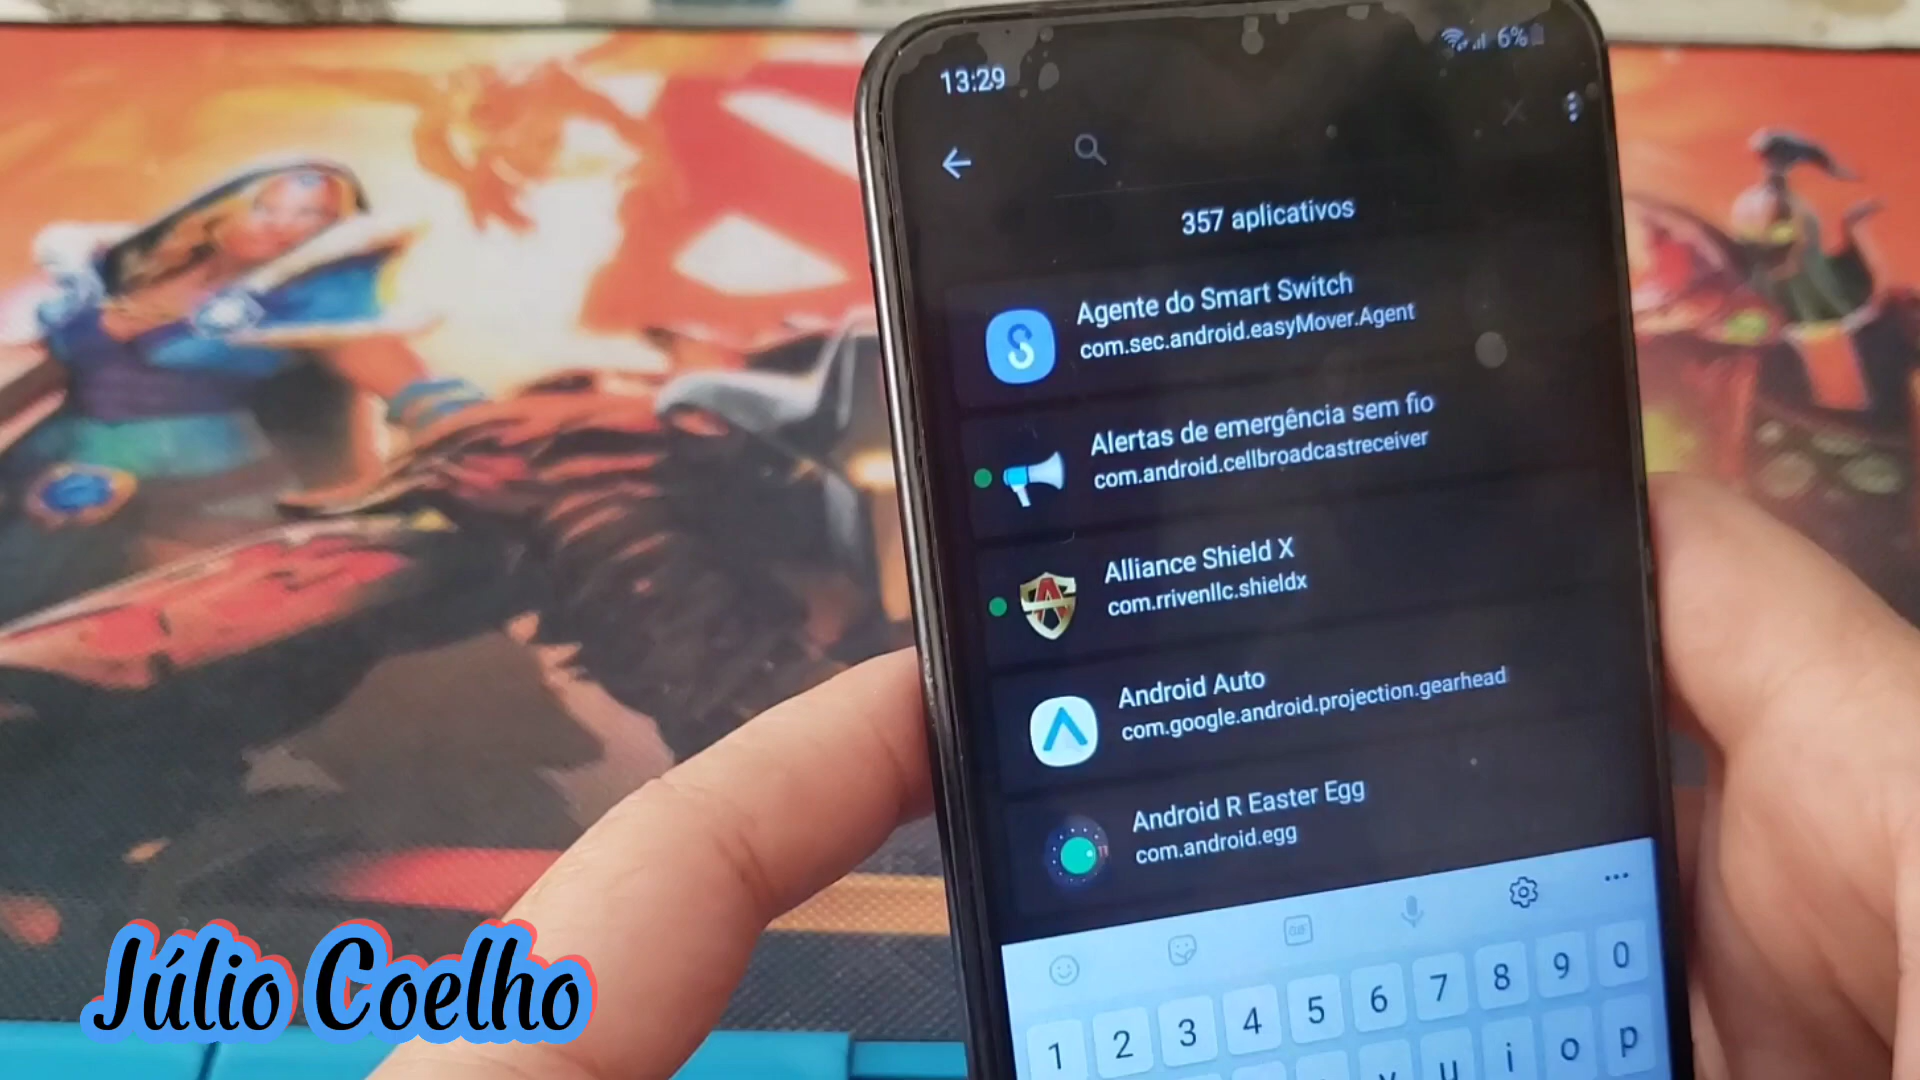 13:29
6%
357 aplicativos
Agente do Smart Switch
com.sec.android.easyMover.Agent
Alertas de emergência sem fio
com.android.cellbroadcastreceiver
Alliance Shield X
com.rrivenllc.shieldx
Android Auto
com.google.android.projection.gearhead
Android R Easter Egg
com.android.egg
GIF
1 2 3 4 5 6 7 8 9 0
y u i o p
Júlio Coelho